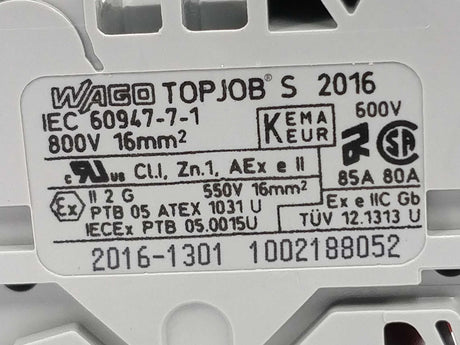 WAGO TOPJOB® S 2016
IEC 60947-7-1
800V 16mm²
KEMA
KEUR
600V
85A 80A
c UR us Cl.I, Zn.1, AEx e II
Ex II 2 G 550V 16mm²
PTB 05 ATEX 1031 U
IECEx PTB 05.0015U
Ex e IIC Gb
TÜV 12.1313 U
2016-1301 1002188052